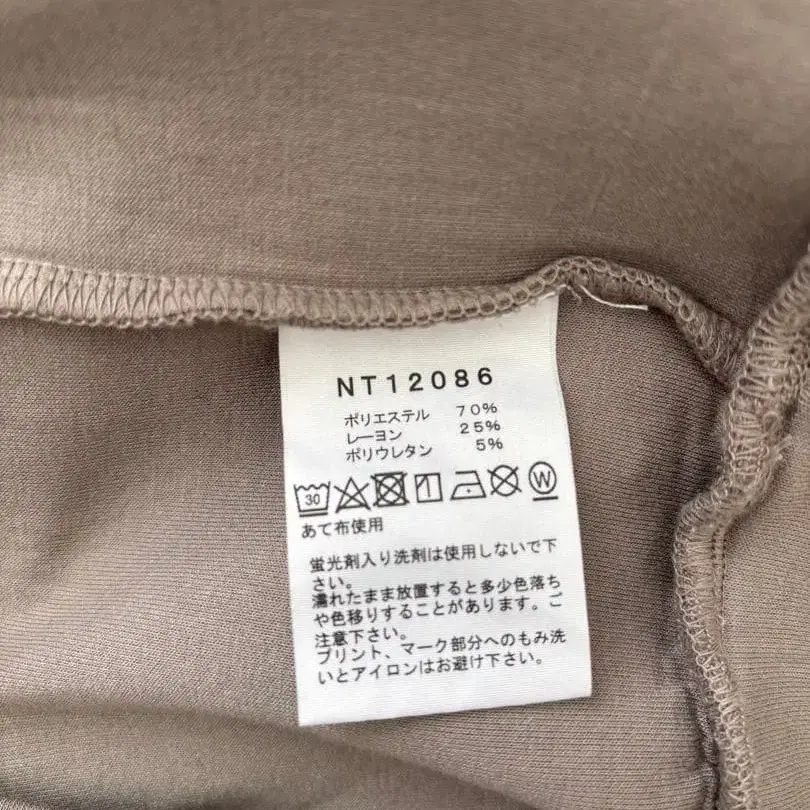 NT12086
ポリエステル 70%
レーヨン 25%
ポリウレタン 5%
30 W
あて布使用
蛍光剤入り洗剤は使用しないで下
さい。
濡れたまま放置すると多少色落ち
や色移りすることがあります。ご
注意下さい。
プリント、マーク部分へのもみ洗
いとアイロンはお避け下さい。